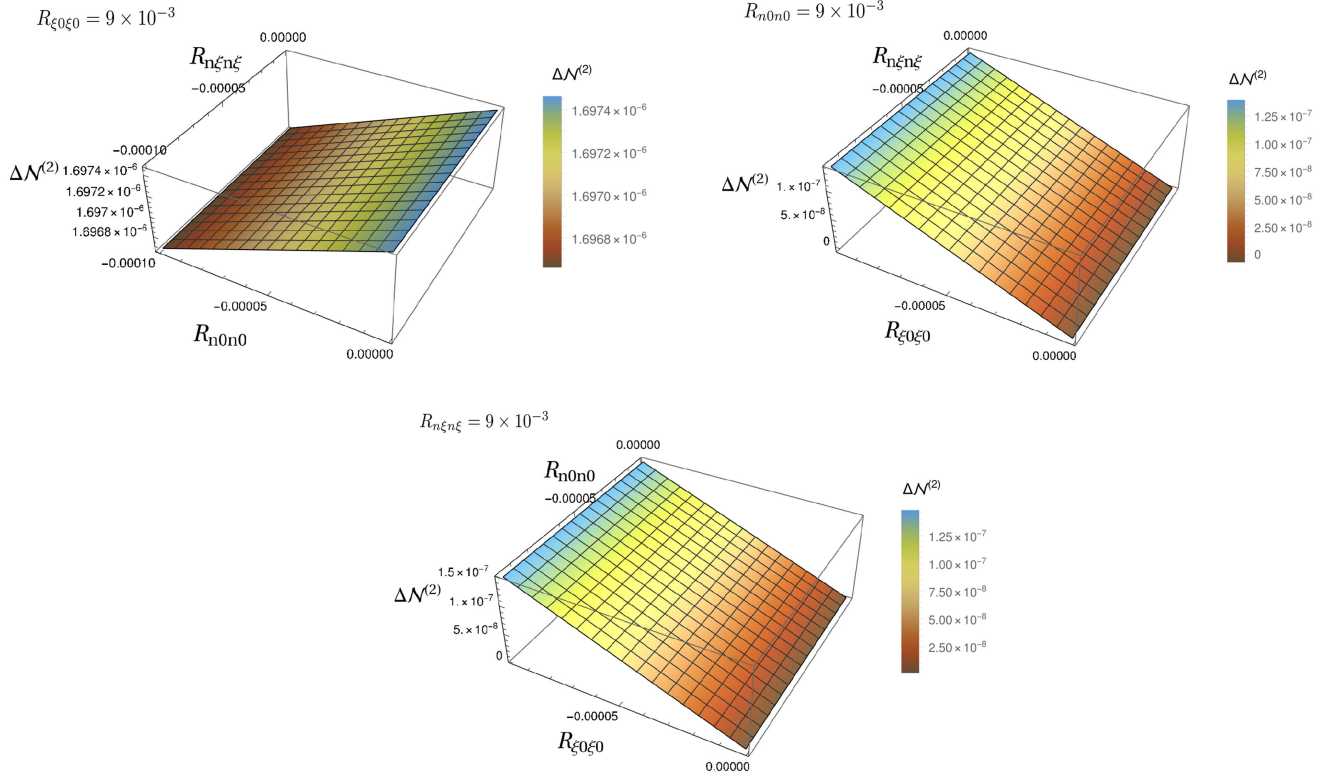 R_{ξ0ξ0} = 9 × 10^{-3}
0.00000
R_{nξnξ}
-0.00005
-0.00010
ΔN^{(2)}
1.6974×10^{-6}
1.6972×10^{-6}
1.697×10^{-6}
1.6968×10^{-6}
-0.00010
-0.00005
R_{n0n0}
0.00000
ΔN^{(2)}
1.6974×10^{-6}
1.6972×10^{-6}
1.6970×10^{-6}
1.6968×10^{-6}
R_{n0n0} = 9 × 10^{-3}
0.00000
R_{nξnξ}
-0.00005
ΔN^{(2)}
1.×10^{-7}
5.×10^{-8}
0
-0.00005
R_{ξ0ξ0}
0.00000
ΔN^{(2)}
1.25×10^{-7}
1.00×10^{-7}
7.50×10^{-8}
5.00×10^{-8}
2.50×10^{-8}
0
R_{nξnξ} = 9 × 10^{-3}
0.00000
R_{n0n0}
-0.00005
ΔN^{(2)}
1.5×10^{-7}
1.×10^{-7}
5.×10^{-8}
0
-0.00005
R_{ξ0ξ0}
0.00000
ΔN^{(2)}
1.25×10^{-7}
1.00×10^{-7}
7.50×10^{-8}
5.00×10^{-8}
2.50×10^{-8}